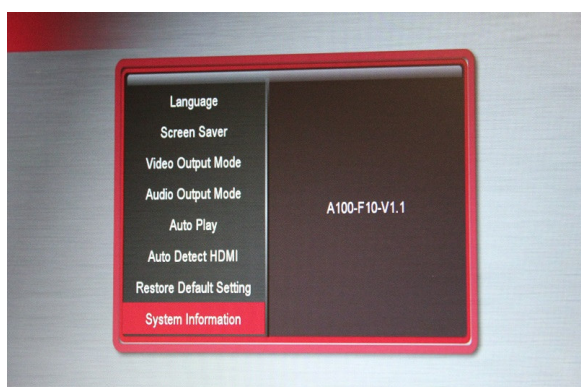 Language
Screen Saver
Video Output Mode
Audio Output Mode
Auto Play
Auto Detect HDMI
Restore Default Setting
System Information
A100-F10-V1.1